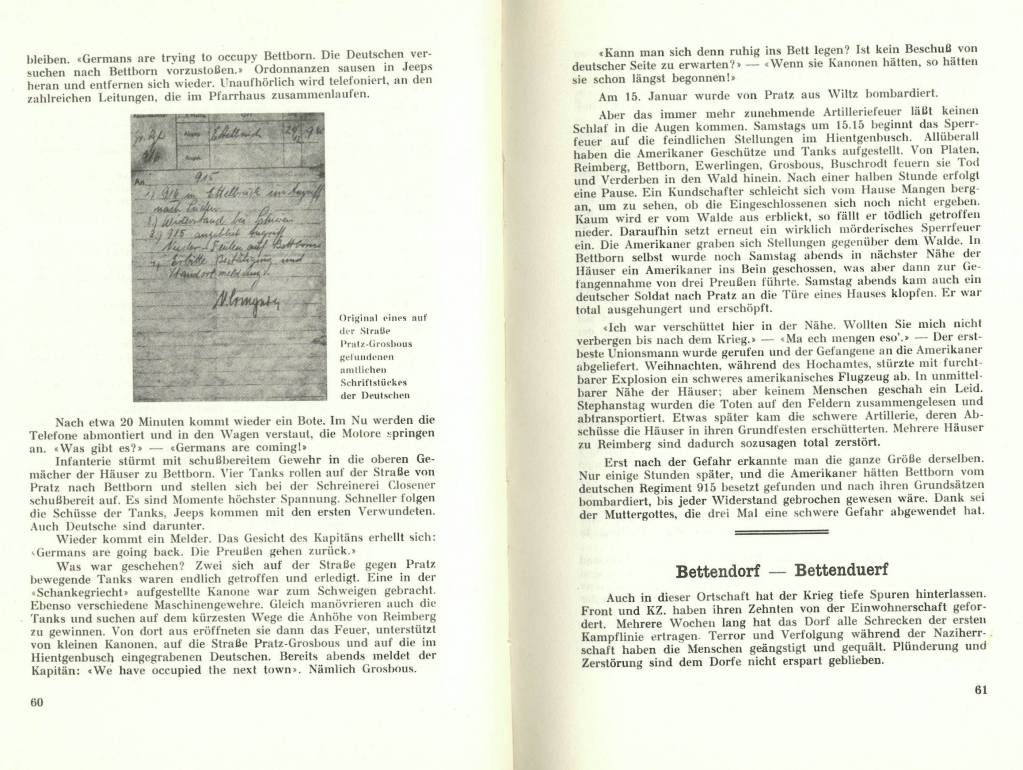 bleiben. «Germans are trying to occupy Bettborn. Die Deutschen ver-
suchen nach Bettborn vorzustoßen.» Ordonnanzen sausen in Jeeps
heran und entfernen sich wieder. Unaufhörlich wird telefoniert, an den
zahlreichen Leitungen, die im Pfarrhaus zusammenlaufen.
Ettelbrück
915
1) 916 in Ettelbrück im Angriff
nach
2) Widerstand bei
3) 915 angeblich Angriff
Nieder-Feulen auf Bettborn
Erbitte Bestätigung und
Standortmeldung!
Original eines auf
der Straße
Pratz-Grosbous
gefundenen
amtlichen
Schriftstückes
der Deutschen
Nach etwa 20 Minuten kommt wieder ein Bote. Im Nu werden die
Telefone abmontiert und in den Wagen verstaut, die Motore springen
an. «Was gibt es?» — «Germans are coming!»
Infanterie stürmt mit schußbereitem Gewehr in die oberen Ge-
mächer der Häuser zu Bettborn. Vier Tanks rollen auf der Straße von
Pratz nach Bettborn und stellen sich bei der Schreinerei Closener
schußbereit auf. Es sind Momente höchster Spannung. Schneller folgen
die Schüsse der Tanks, Jeeps kommen mit den ersten Verwundeten.
Auch Deutsche sind darunter.
Wieder kommt ein Melder. Das Gesicht des Kapitäns erhellt sich:
«Germans are going back. Die Preußen gehen zurück.»
Was war geschehen? Zwei sich auf der Straße gegen Pratz
bewegende Tanks waren endlich getroffen und erledigt. Eine in der
«Schankegriecht» aufgestellte Kanone war zum Schweigen gebracht.
Ebenso verschiedene Maschinengewehre. Gleich manövrieren auch die
Tanks und suchen auf dem kürzesten Wege die Anhöhe von Reimberg
zu gewinnen. Von dort aus eröffneten sie dann das Feuer, unterstützt
von kleinen Kanonen, auf die Straße Pratz-Grosbous und auf die im
Hientgenbusch eingegrabenen Deutschen. Bereits abends meldet der
Kapitän: «We have occupied the next town». Nämlich Grosbous.
60
«Kann man sich denn ruhig ins Bett legen? Ist kein Beschuß von
deutscher Seite zu erwarten?» — «Wenn sie Kanonen hätten, so hätten
sie schon längst begonnen!»
Am 15. Januar wurde von Pratz aus Wiltz bombardiert.
Aber das immer mehr zunehmende Artilleriefeuer läßt keinen
Schlaf in die Augen kommen. Samstags um 15.15 beginnt das Sperr-
feuer auf die feindlichen Stellungen im Hientgenbusch. Allüberall
haben die Amerikaner Geschütze und Tanks aufgestellt. Von Platen,
Reimberg, Bettborn, Ewerlingen, Grosbous, Buschrodt feuern sie Tod
und Verderben in den Wald hinein. Nach einer halben Stunde erfolgt
eine Pause. Ein Kundschafter schleicht sich vom Hause Mangen berg-
an, um zu sehen, ob die Eingeschlossenen sich noch nicht ergeben.
Kaum wird er vom Walde aus erblickt, so fällt er tödlich getroffen
nieder. Daraufhin setzt erneut ein wirklich mörderisches Sperrfeuer
ein. Die Amerikaner graben sich Stellungen gegenüber dem Walde. In
Bettborn selbst wurde noch Samstag abends in nächster Nähe der
Häuser ein Amerikaner ins Bein geschossen, was aber dann zur Ge-
fangennahme von drei Preußen führte. Samstag abends kam auch ein
deutscher Soldat nach Pratz an die Türe eines Hauses klopfen. Er war
total ausgehungert und erschöpft.
«Ich war verschüttet hier in der Nähe. Wollten Sie mich nicht
verbergen bis nach dem Krieg.» — «Ma ech mengen eso'.» — Der erst-
beste Unionsmann wurde gerufen und der Gefangene an die Amerikaner
abgeliefert. Weihnachten, während des Hochamtes, stürzte mit furcht-
barer Explosion ein schweres amerikanisches Flugzeug ab. In unmittel-
barer Nähe der Häuser; aber keinem Menschen geschah ein Leid.
Stephanstag wurden die Toten auf den Feldern zusammengelesen und
abtransportiert. Etwas später kam die schwere Artillerie, deren Ab-
schüsse die Häuser in ihren Grundfesten erschütterten. Mehrere Häuser
zu Reimberg sind dadurch sozusagen total zerstört.
Erst nach der Gefahr erkannte man die ganze Größe derselben.
Nur einige Stunden später, und die Amerikaner hätten Bettborn vom
deutschen Regiment 915 besetzt gefunden und nach ihren Grundsätzen
bombardiert, bis jeder Widerstand gebrochen gewesen wäre. Dank sei
der Muttergottes, die drei Mal eine schwere Gefahr abgewendet hat.
Bettendorf — Bettenduerf
Auch in dieser Ortschaft hat der Krieg tiefe Spuren hinterlassen.
Front und KZ. haben ihren Zehnten von der Einwohnerschaft gefor-
dert. Mehrere Wochen lang hat das Dorf alle Schrecken der ersten
Kampflinie ertragen. Terror und Verfolgung während der Naziherr-
schaft haben die Menschen geängstigt und gequält. Plünderung und
Zerstörung sind dem Dorfe nicht erspart geblieben.
61